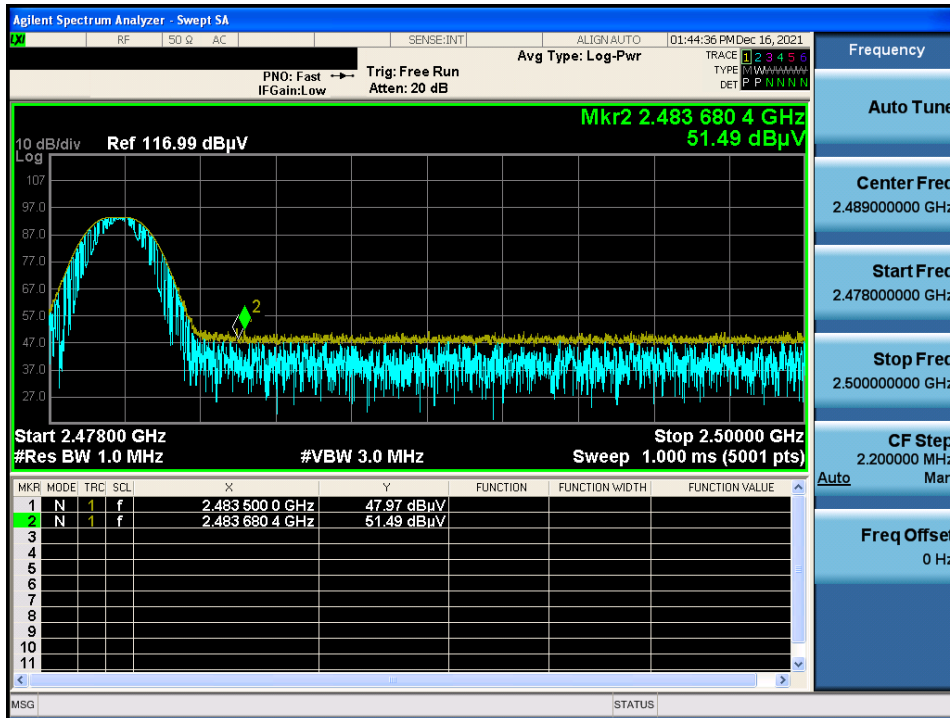 Agilent Spectrum Analyzer - Swept SA
LXI RF 50 Ω AC SENSE:INT ALIGN AUTO 01:44:36 PM Dec 16, 2021
Avg Type: Log-Pwr
TRACE 1 2 3 4 5 6
PNO: Fast Trig: Free Run
TYPE M W W W W W
IFGain:Low Atten: 20 dB
DET P P N N N N
Mkr2 2.483 680 4 GHz
51.49 dBµV
10 dB/div Ref 116.99 dBµV
Log
107
97.0
87.0
77.0
67.0
57.0
47.0
37.0
27.0
2
Start 2.47800 GHz Stop 2.50000 GHz
#Res BW 1.0 MHz #VBW 3.0 MHz Sweep 1.000 ms (5001 pts)
MKR MODE TRC SCL X Y FUNCTION FUNCTION WIDTH FUNCTION VALUE
1 N 1 f 2.483 500 0 GHz 47.97 dBµV
2 N 1 f 2.483 680 4 GHz 51.49 dBµV
3
4
5
6
7
8
9
10
11
MSG STATUS
Frequency
Auto Tune
Center Freq
2.489000000 GHz
Start Freq
2.478000000 GHz
Stop Freq
2.500000000 GHz
CF Step
2.200000 MHz
Auto Man
Freq Offset
0 Hz